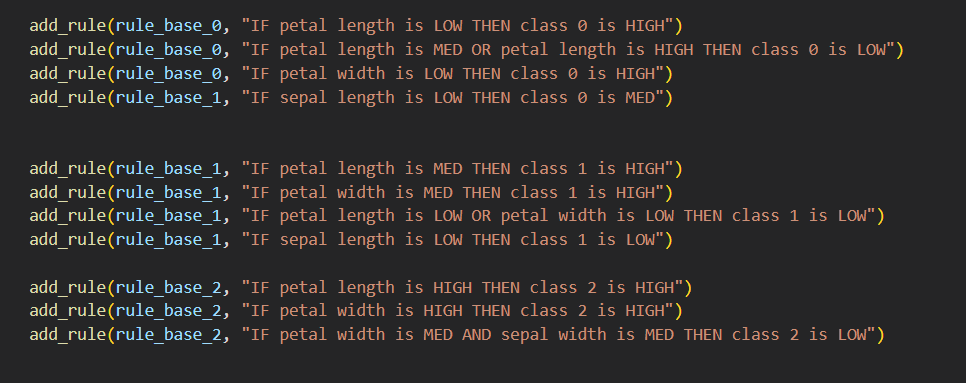 add_rule(rule_base_0, "IF petal length is LOW THEN class 0 is HIGH")
add_rule(rule_base_0, "IF petal length is MED OR petal length is HIGH THEN class 0 is LOW")
add_rule(rule_base_0, "IF petal width is LOW THEN class 0 is HIGH")
add_rule(rule_base_1, "IF sepal length is LOW THEN class 0 is MED")
add_rule(rule_base_1, "IF petal length is MED THEN class 1 is HIGH")
add_rule(rule_base_1, "IF petal width is MED THEN class 1 is HIGH")
add_rule(rule_base_1, "IF petal length is LOW OR petal width is LOW THEN class 1 is LOW")
add_rule(rule_base_1, "IF sepal length is LOW THEN class 1 is LOW")
add_rule(rule_base_2, "IF petal length is HIGH THEN class 2 is HIGH")
add_rule(rule_base_2, "IF petal width is HIGH THEN class 2 is HIGH")
add_rule(rule_base_2, "IF petal width is MED AND sepal width is MED THEN class 2 is LOW")